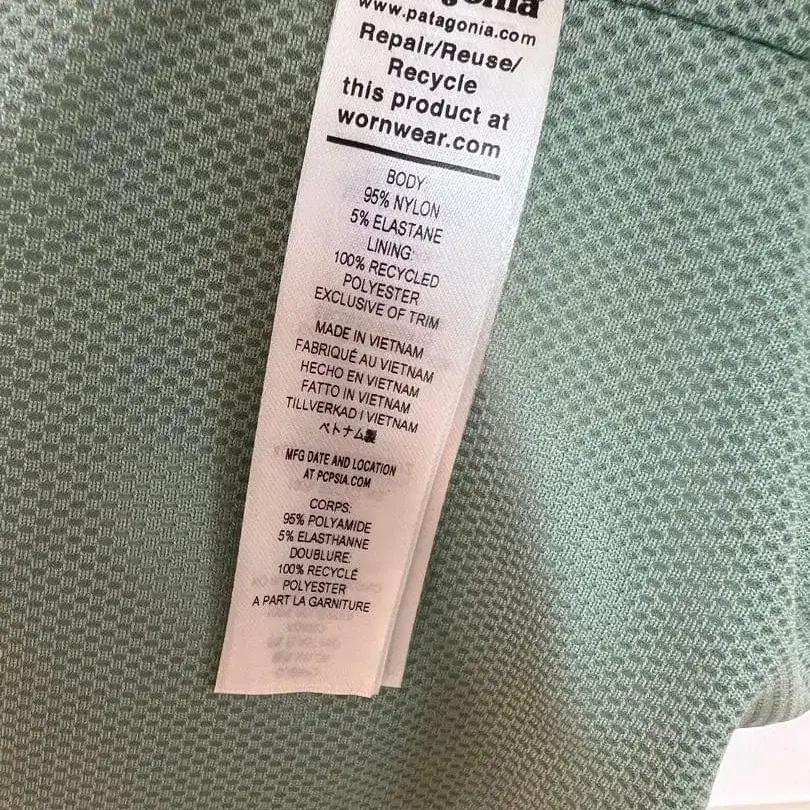 www.patagonia.com
Repair/Reuse/
Recycle
this product at
wornwear.com
BODY:
95% NYLON
5% ELASTANE
LINING:
100% RECYCLED
POLYESTER
EXCLUSIVE OF TRIM
MADE IN VIETNAM
FABRIQUÉ AU VIETNAM
HECHO EN VIETNAM
FATTO IN VIETNAM
TILLVERKAD I VIETNAM
ベトナム製
MFG DATE AND LOCATION
AT PCPSIA.COM
CORPS:
95% POLYAMIDE
5% ELASTHANNE
DOUBLURE:
100% RECYCLÉ
POLYESTER
A PART LA GARNITURE